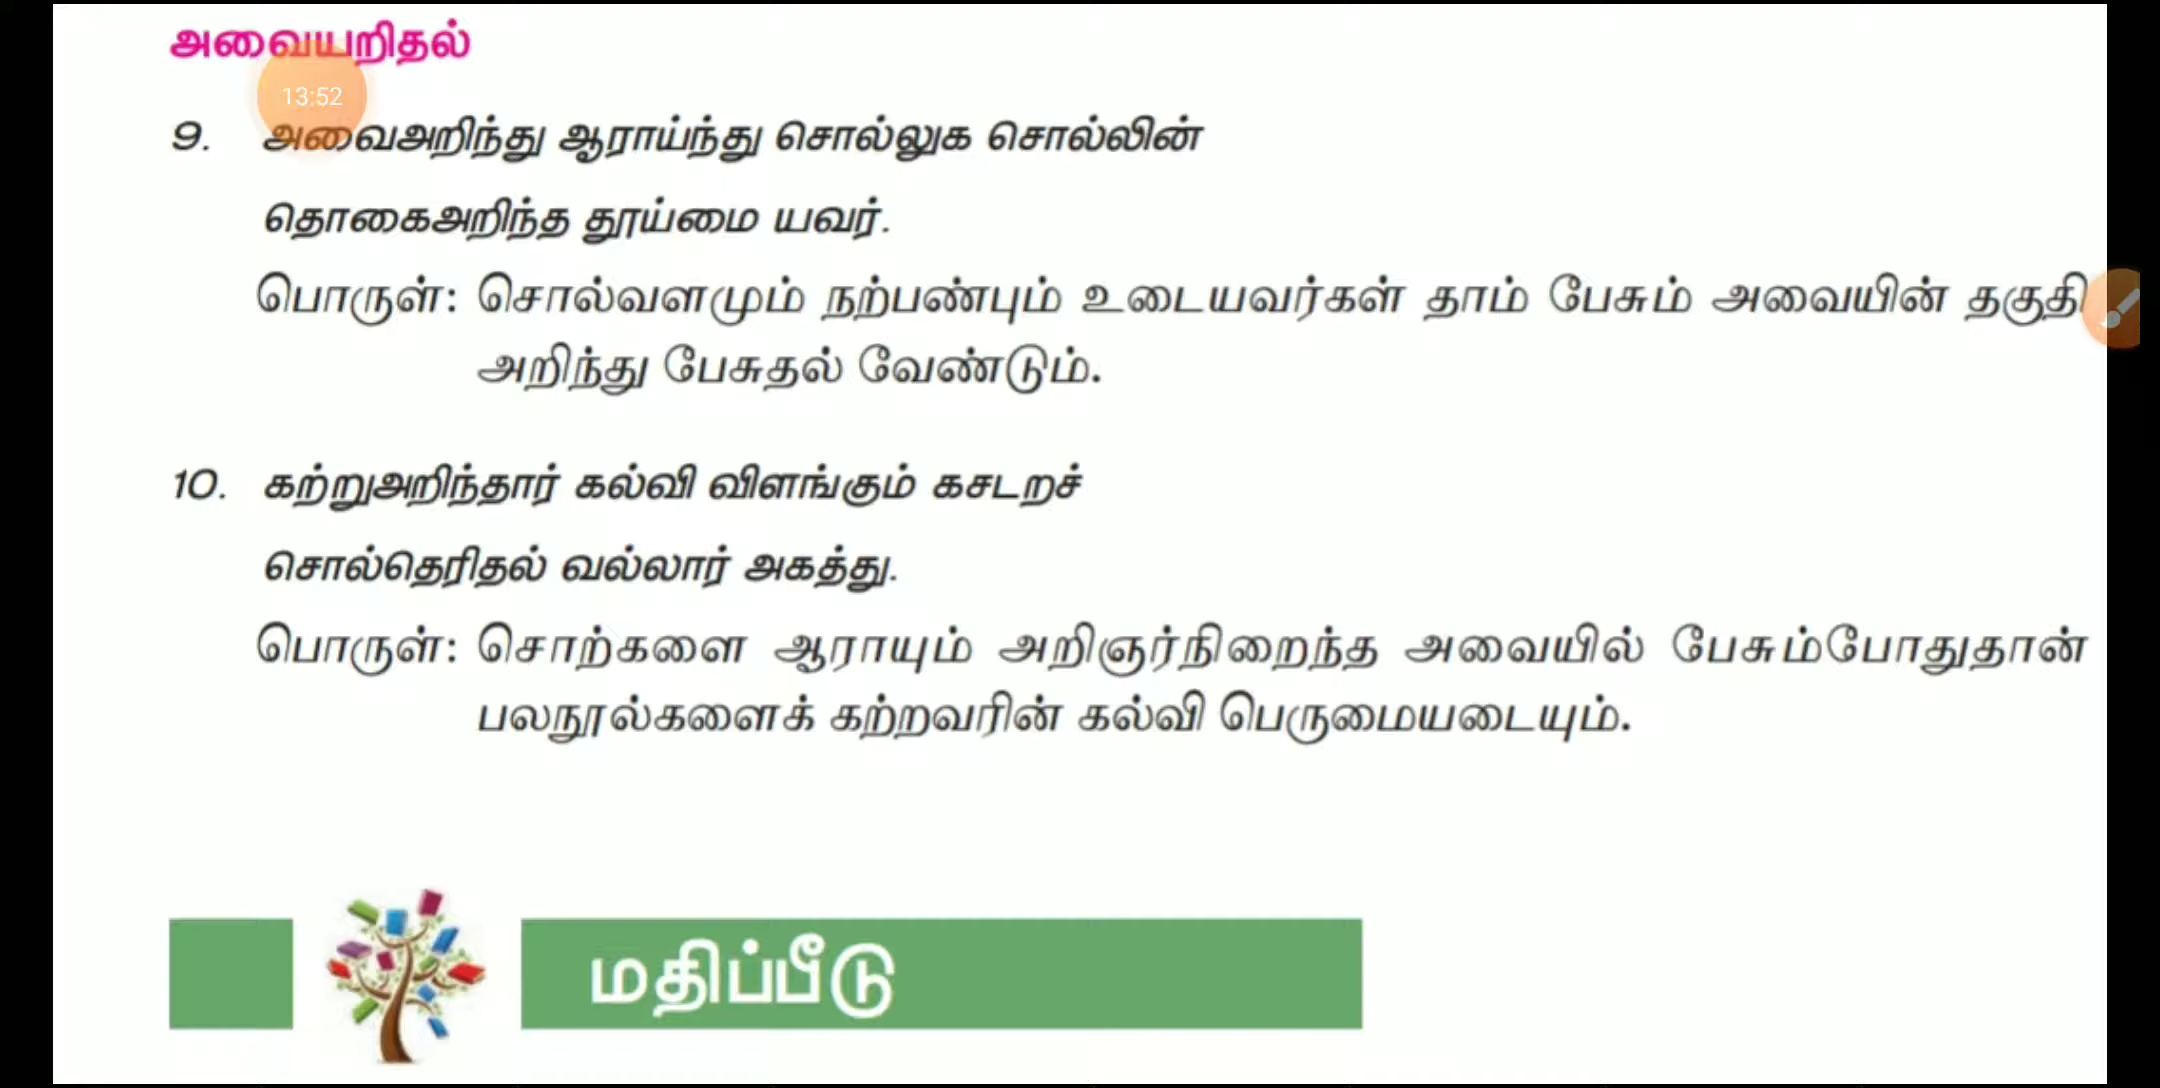 அவையறிதல்
13:52
9. அவைஅறிந்து ஆராய்ந்து சொல்லுக சொல்லின்
தொகைஅறிந்த தூய்மை யவர்.
பொருள்: சொல்வளமும் நற்பண்பும் உடையவர்கள் தாம் பேசும் அவையின் தகுதி
அறிந்து பேசுதல் வேண்டும்.
10. கற்றுஅறிந்தார் கல்வி விளங்கும் கசடறச்
சொல்தெரிதல் வல்லார் அகத்து.
பொருள்: சொற்களை ஆராயும் அறிஞர்நிறைந்த அவையில் பேசும்போதுதான்
பலநூல்களைக் கற்றவரின் கல்வி பெருமையடையும்.
மதிப்பீடு